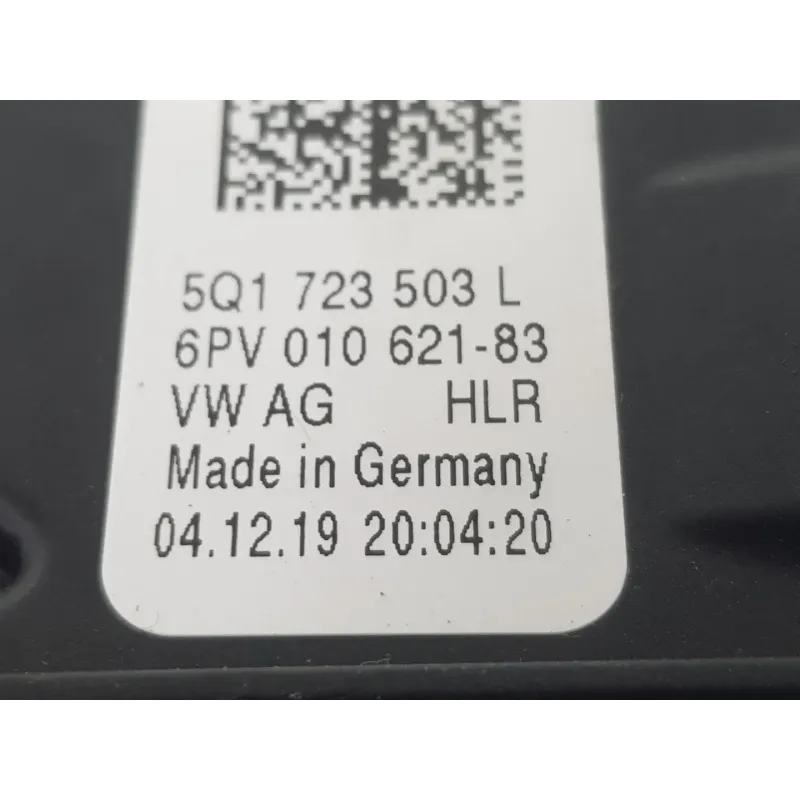 5Q1 723 503 L
6PV 010 621-83
VW AG HLR
Made in Germany
04.12.19 20:04:20